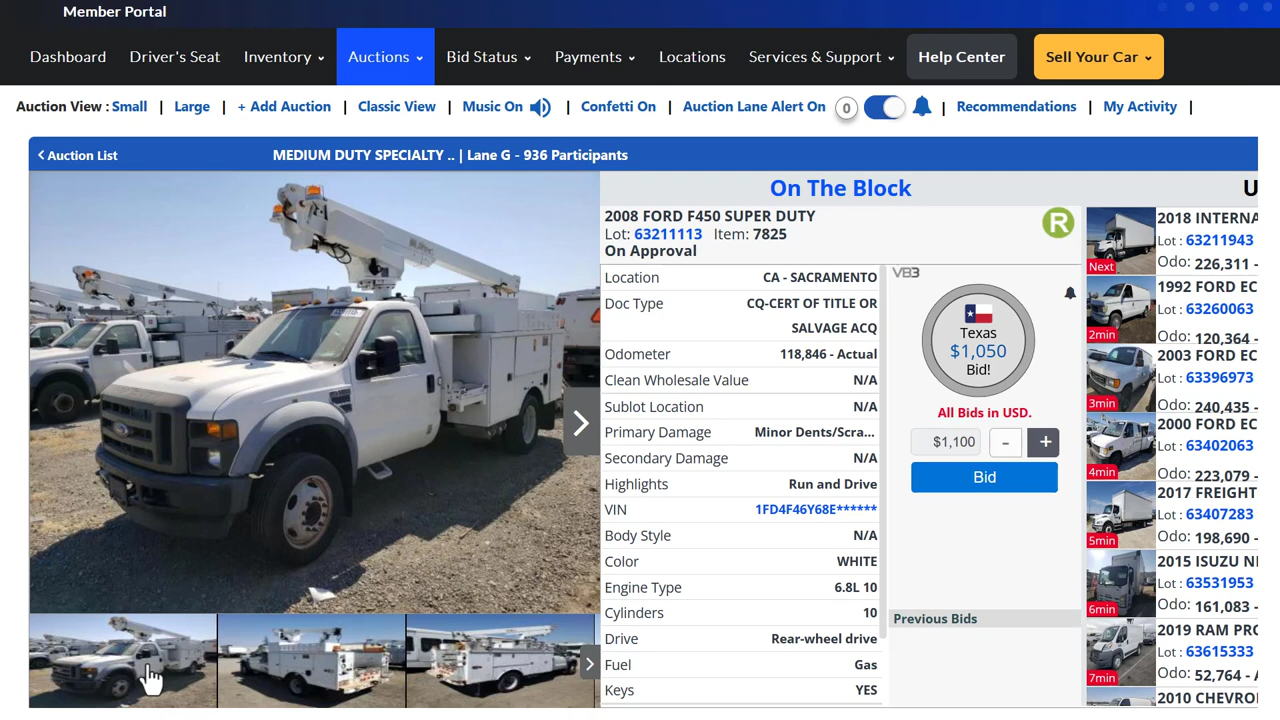 Member Portal
Dashboard Driver's Seat Inventory Auctions Bid Status Payments Locations Services & Support Help Center Sell Your Car
Auction View : Small | Large | + Add Auction | Classic View | Music On | Confetti On | Auction Lane Alert On 0 | Recommendations | My Activity |
Auction List MEDIUM DUTY SPECIALTY .. | Lane G - 936 Participants
On The Block
U
2008 FORD F450 SUPER DUTY
Lot: 63211113 Item: 7825
On Approval
R
Location CA - SACRAMENTO
Doc Type CQ-CERT OF TITLE OR
SALVAGE ACQ
Odometer 118,846 - Actual
Clean Wholesale Value N/A
Sublot Location N/A
Primary Damage Minor Dents/Scra...
Secondary Damage N/A
Highlights Run and Drive
VIN 1FD4F46Y68E******
Body Style N/A
Color WHITE
Engine Type 6.8L 10
Cylinders 10
Drive Rear-wheel drive
Fuel Gas
Keys YES
VB3
Texas
$1,050
Bid!
All Bids in USD.
$1,100 - +
Bid
Previous Bids
2018 INTERNA
Lot : 63211943
Next Odo: 226,311 -
1992 FORD EC
Lot : 63260063
2min Odo: 120,364 -
2003 FORD EC
Lot : 63396973
3min Odo: 240,435 -
2000 FORD EC
Lot : 63402063
4min Odo: 223,079 -
2017 FREIGHT
Lot : 63407283
5min Odo: 198,690 -
2015 ISUZU N
Lot : 63531953
6min Odo: 161,083 -
2019 RAM PRO
Lot : 63615333
7min Odo: 52,764 -
2010 CHEVRO